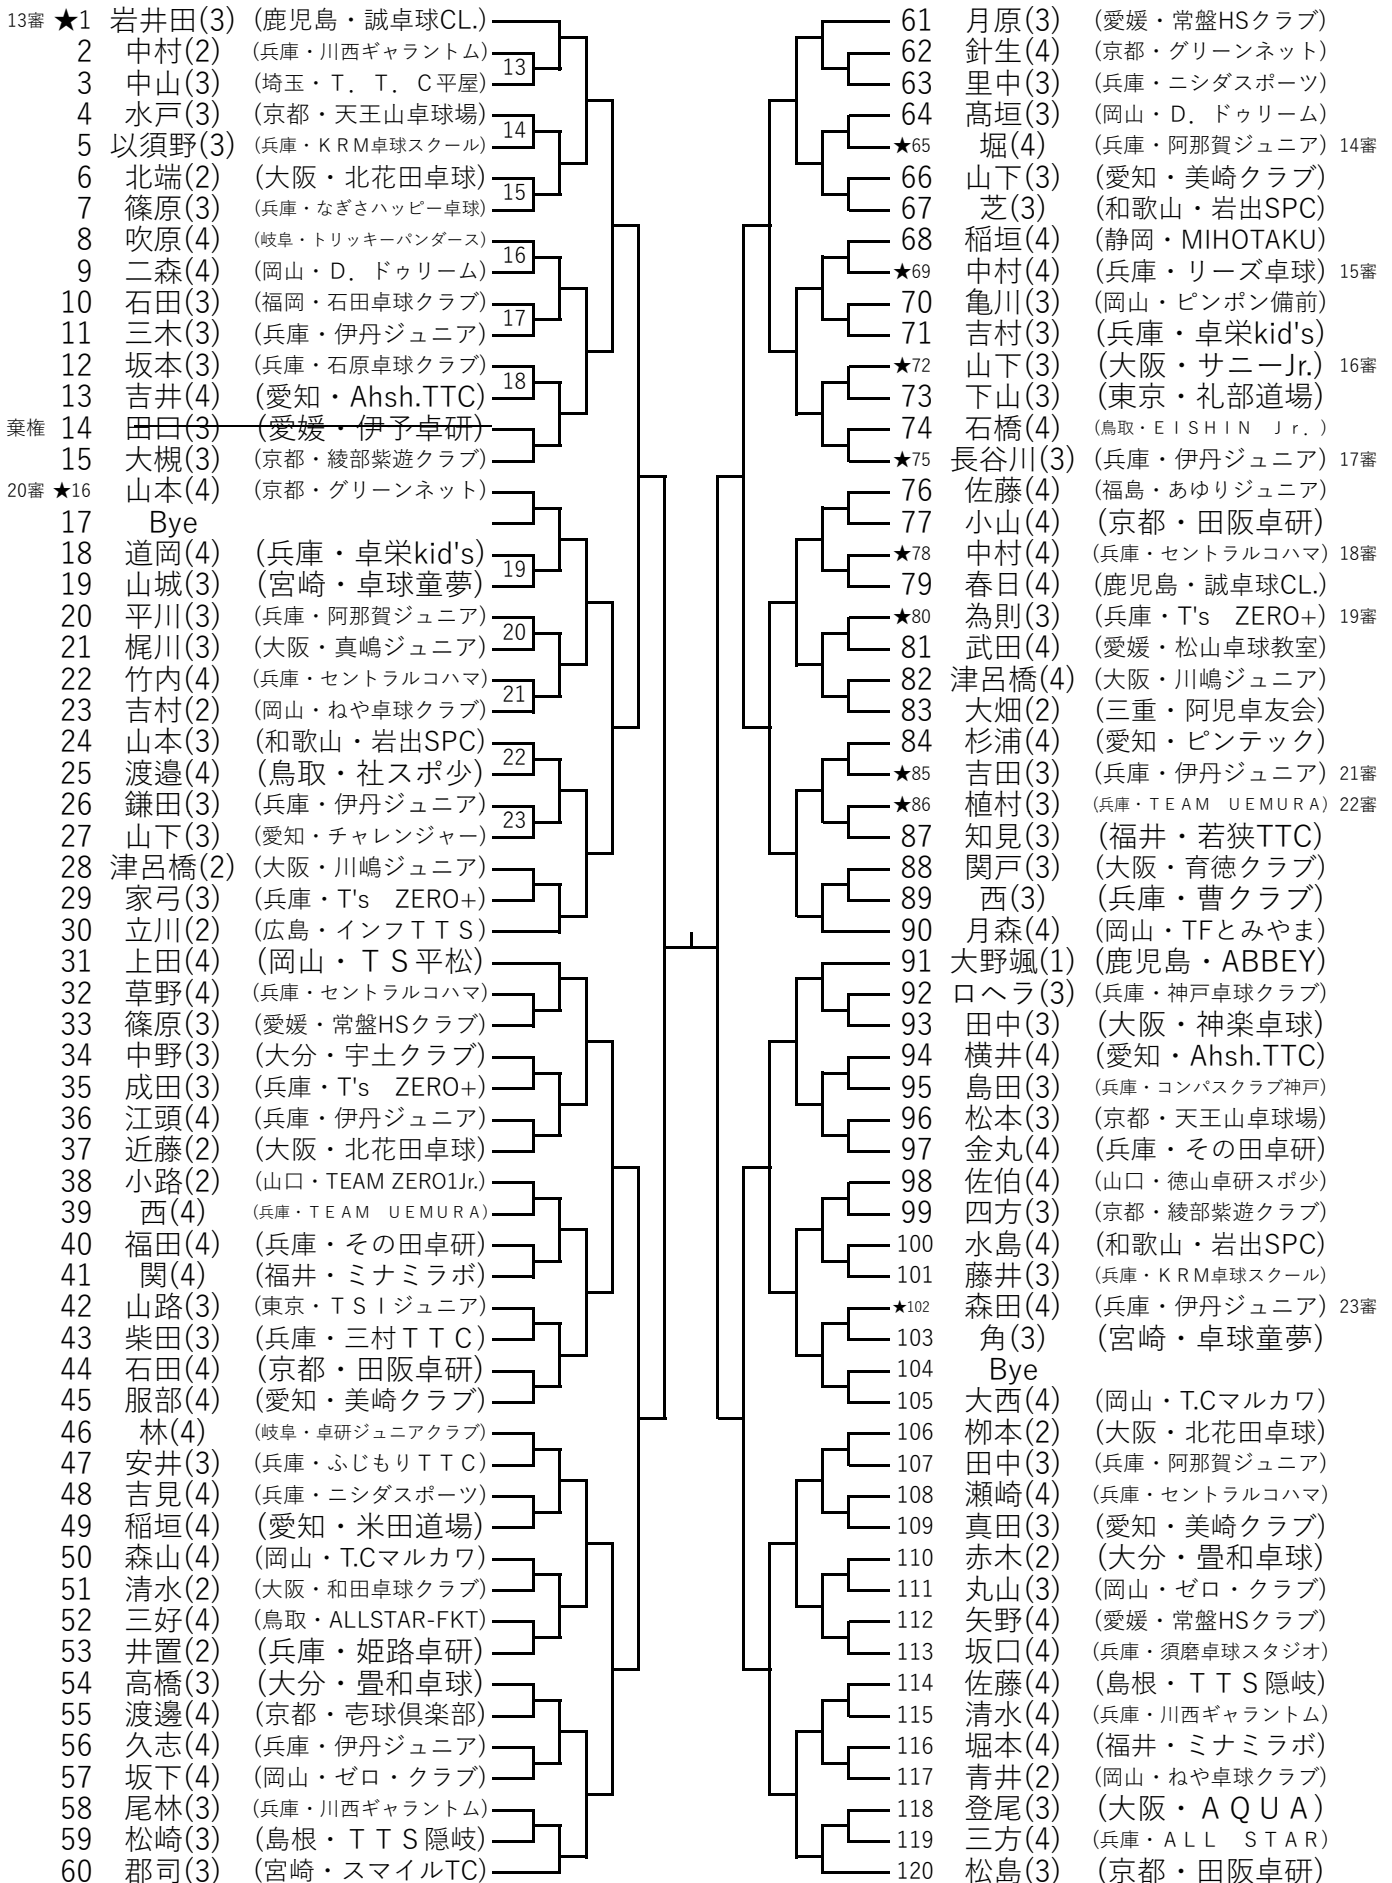 13審 ★1 岩井田(3) (鹿児島・誠卓球CL.)
2 中村(2) (兵庫・川西ギャラントム)
13
3 中山(3) (埼玉・T．T．C平屋)
4 水戸(3) (京都・天王山卓球場)
14
5 以須野(3) (兵庫・KRM卓球スクール)
6 北端(2) (大阪・北花田卓球)
15
7 篠原(3) (兵庫・なぎさハッピー卓球)
8 吹原(4) (岐阜・トリッキーパンダース)
16
9 二森(4) (岡山・D．ドゥリーム)
10 石田(3) (福岡・石田卓球クラブ)
17
11 三木(3) (兵庫・伊丹ジュニア)
12 坂本(3) (兵庫・石原卓球クラブ)
18
13 吉井(4) (愛知・Ahsh.TTC)
棄権 14 田口(3) (愛媛・伊予卓研)
15 大槻(3) (京都・綾部紫遊クラブ)
20審 ★16 山本(4) (京都・グリーンネット)
17 Bye
18 道岡(4) (兵庫・卓栄kid's)
19
19 山城(3) (宮崎・卓球童夢)
20 平川(3) (兵庫・阿那賀ジュニア)
20
21 梶川(3) (大阪・真嶋ジュニア)
22 竹内(4) (兵庫・セントラルコハマ)
21
23 吉村(2) (岡山・ねや卓球クラブ)
24 山本(3) (和歌山・岩出SPC)
22
25 渡邉(4) (鳥取・社スポ少)
26 鎌田(3) (兵庫・伊丹ジュニア)
23
27 山下(3) (愛知・チャレンジャー)
28 津呂橋(2) (大阪・川嶋ジュニア)
29 家弓(3) (兵庫・T's　ZERO+)
30 立川(2) (広島・インフTTS)
31 上田(4) (岡山・TS平松)
32 草野(4) (兵庫・セントラルコハマ)
33 篠原(3) (愛媛・常盤HSクラブ)
34 中野(3) (大分・宇土クラブ)
35 成田(3) (兵庫・T's　ZERO+)
36 江頭(4) (兵庫・伊丹ジュニア)
37 近藤(2) (大阪・北花田卓球)
38 小路(2) (山口・TEAM ZERO1Jr.)
39 西(4) (兵庫・TEAM　UEMURA)
40 福田(4) (兵庫・その田卓研)
41 関(4) (福井・ミナミラボ)
42 山路(3) (東京・TSIジュニア)
43 柴田(3) (兵庫・三村TTC)
44 石田(4) (京都・田阪卓研)
45 服部(4) (愛知・美崎クラブ)
46 林(4) (岐阜・卓研ジュニアクラブ)
47 安井(3) (兵庫・ふじもりTTC)
48 吉見(4) (兵庫・ニシダスポーツ)
49 稲垣(4) (愛知・米田道場)
50 森山(4) (岡山・T.Cマルカワ)
51 清水(2) (大阪・和田卓球クラブ)
52 三好(4) (鳥取・ALLSTAR-FKT)
53 井置(2) (兵庫・姫路卓研)
54 高橋(3) (大分・畳和卓球)
55 渡邊(4) (京都・壱球倶楽部)
56 久志(4) (兵庫・伊丹ジュニア)
57 坂下(4) (岡山・ゼロ・クラブ)
58 尾林(3) (兵庫・川西ギャラントム)
59 松崎(3) (島根・TTS隠岐)
60 郡司(3) (宮崎・スマイルTC)
61 月原(3) (愛媛・常盤HSクラブ)
62 針生(4) (京都・グリーンネット)
63 里中(3) (兵庫・ニシダスポーツ)
64 髙垣(3) (岡山・D．ドゥリーム)
★65 堀(4) (兵庫・阿那賀ジュニア) 14審
66 山下(3) (愛知・美崎クラブ)
67 芝(3) (和歌山・岩出SPC)
68 稲垣(4) (静岡・MIHOTAKU)
★69 中村(4) (兵庫・リーズ卓球) 15審
70 亀川(3) (岡山・ピンポン備前)
71 吉村(3) (兵庫・卓栄kid's)
★72 山下(3) (大阪・サニーJr.) 16審
73 下山(3) (東京・礼部道場)
74 石橋(4) (鳥取・EISHIN　Jr．)
★75 長谷川(3) (兵庫・伊丹ジュニア) 17審
76 佐藤(4) (福島・あゆりジュニア)
77 小山(4) (京都・田阪卓研)
★78 中村(4) (兵庫・セントラルコハマ) 18審
79 春日(4) (鹿児島・誠卓球CL.)
★80 為則(3) (兵庫・T's　ZERO+) 19審
81 武田(4) (愛媛・松山卓球教室)
82 津呂橋(4) (大阪・川嶋ジュニア)
83 大畑(2) (三重・阿児卓友会)
84 杉浦(4) (愛知・ピンテック)
★85 吉田(3) (兵庫・伊丹ジュニア) 21審
★86 植村(3) (兵庫・TEAM　UEMURA) 22審
87 知見(3) (福井・若狭TTC)
88 関戸(3) (大阪・育徳クラブ)
89 西(3) (兵庫・曹クラブ)
90 月森(4) (岡山・TFとみやま)
91 大野颯(1) (鹿児島・ABBEY)
92 ロヘラ(3) (兵庫・神戸卓球クラブ)
93 田中(3) (大阪・神楽卓球)
94 横井(4) (愛知・Ahsh.TTC)
95 島田(3) (兵庫・コンパスクラブ神戸)
96 松本(3) (京都・天王山卓球場)
97 金丸(4) (兵庫・その田卓研)
98 佐伯(4) (山口・徳山卓研スポ少)
99 四方(3) (京都・綾部紫遊クラブ)
100 水島(4) (和歌山・岩出SPC)
101 藤井(3) (兵庫・KRM卓球スクール)
★102 森田(4) (兵庫・伊丹ジュニア) 23審
103 角(3) (宮崎・卓球童夢)
104 Bye
105 大西(4) (岡山・T.Cマルカワ)
106 栁本(2) (大阪・北花田卓球)
107 田中(3) (兵庫・阿那賀ジュニア)
108 瀬崎(4) (兵庫・セントラルコハマ)
109 真田(3) (愛知・美崎クラブ)
110 赤木(2) (大分・畳和卓球)
111 丸山(3) (岡山・ゼロ・クラブ)
112 矢野(4) (愛媛・常盤HSクラブ)
113 坂口(4) (兵庫・須磨卓球スタジオ)
114 佐藤(4) (島根・TTS隠岐)
115 清水(4) (兵庫・川西ギャラントム)
116 堀本(4) (福井・ミナミラボ)
117 青井(2) (岡山・ねや卓球クラブ)
118 登尾(3) (大阪・AQUA)
119 三方(4) (兵庫・ALL　STAR)
120 松島(3) (京都・田阪卓研)